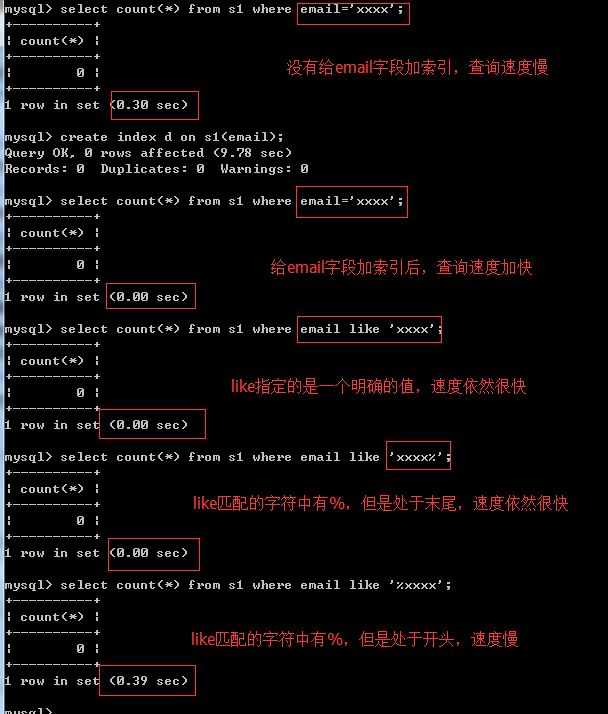 mysql> select count(*) from s1 where email='xxxx';
+----------+
| count(*) |
+----------+
|        0 |
没有给email字段加索引，查询速度慢
+----------+
1 row in set (0.30 sec)
mysql> create index d on s1(email);
Query OK, 0 rows affected (9.78 sec)
Records: 0  Duplicates: 0  Warnings: 0
mysql> select count(*) from s1 where email='xxxx';
+----------+
| count(*) |
+----------+
|        0 |
给email字段加索引后，查询速度加快
+----------+
1 row in set (0.00 sec)
mysql> select count(*) from s1 where email like 'xxxx';
+----------+
| count(*) |
+----------+
|        0 |
like指定的是一个明确的值，速度依然很快
+----------+
1 row in set (0.00 sec)
mysql> select count(*) from s1 where email like 'xxxx%';
+----------+
| count(*) |
+----------+
like匹配的字符中有%，但是处于末尾，速度依然很快
|        0 |
+----------+
1 row in set (0.00 sec)
mysql> select count(*) from s1 where email like '%xxxx';
+----------+
| count(*) |
+----------+
like匹配的字符中有%，但是处于开头，速度慢
|        0 |
+----------+
1 row in set (0.39 sec)
mysql>